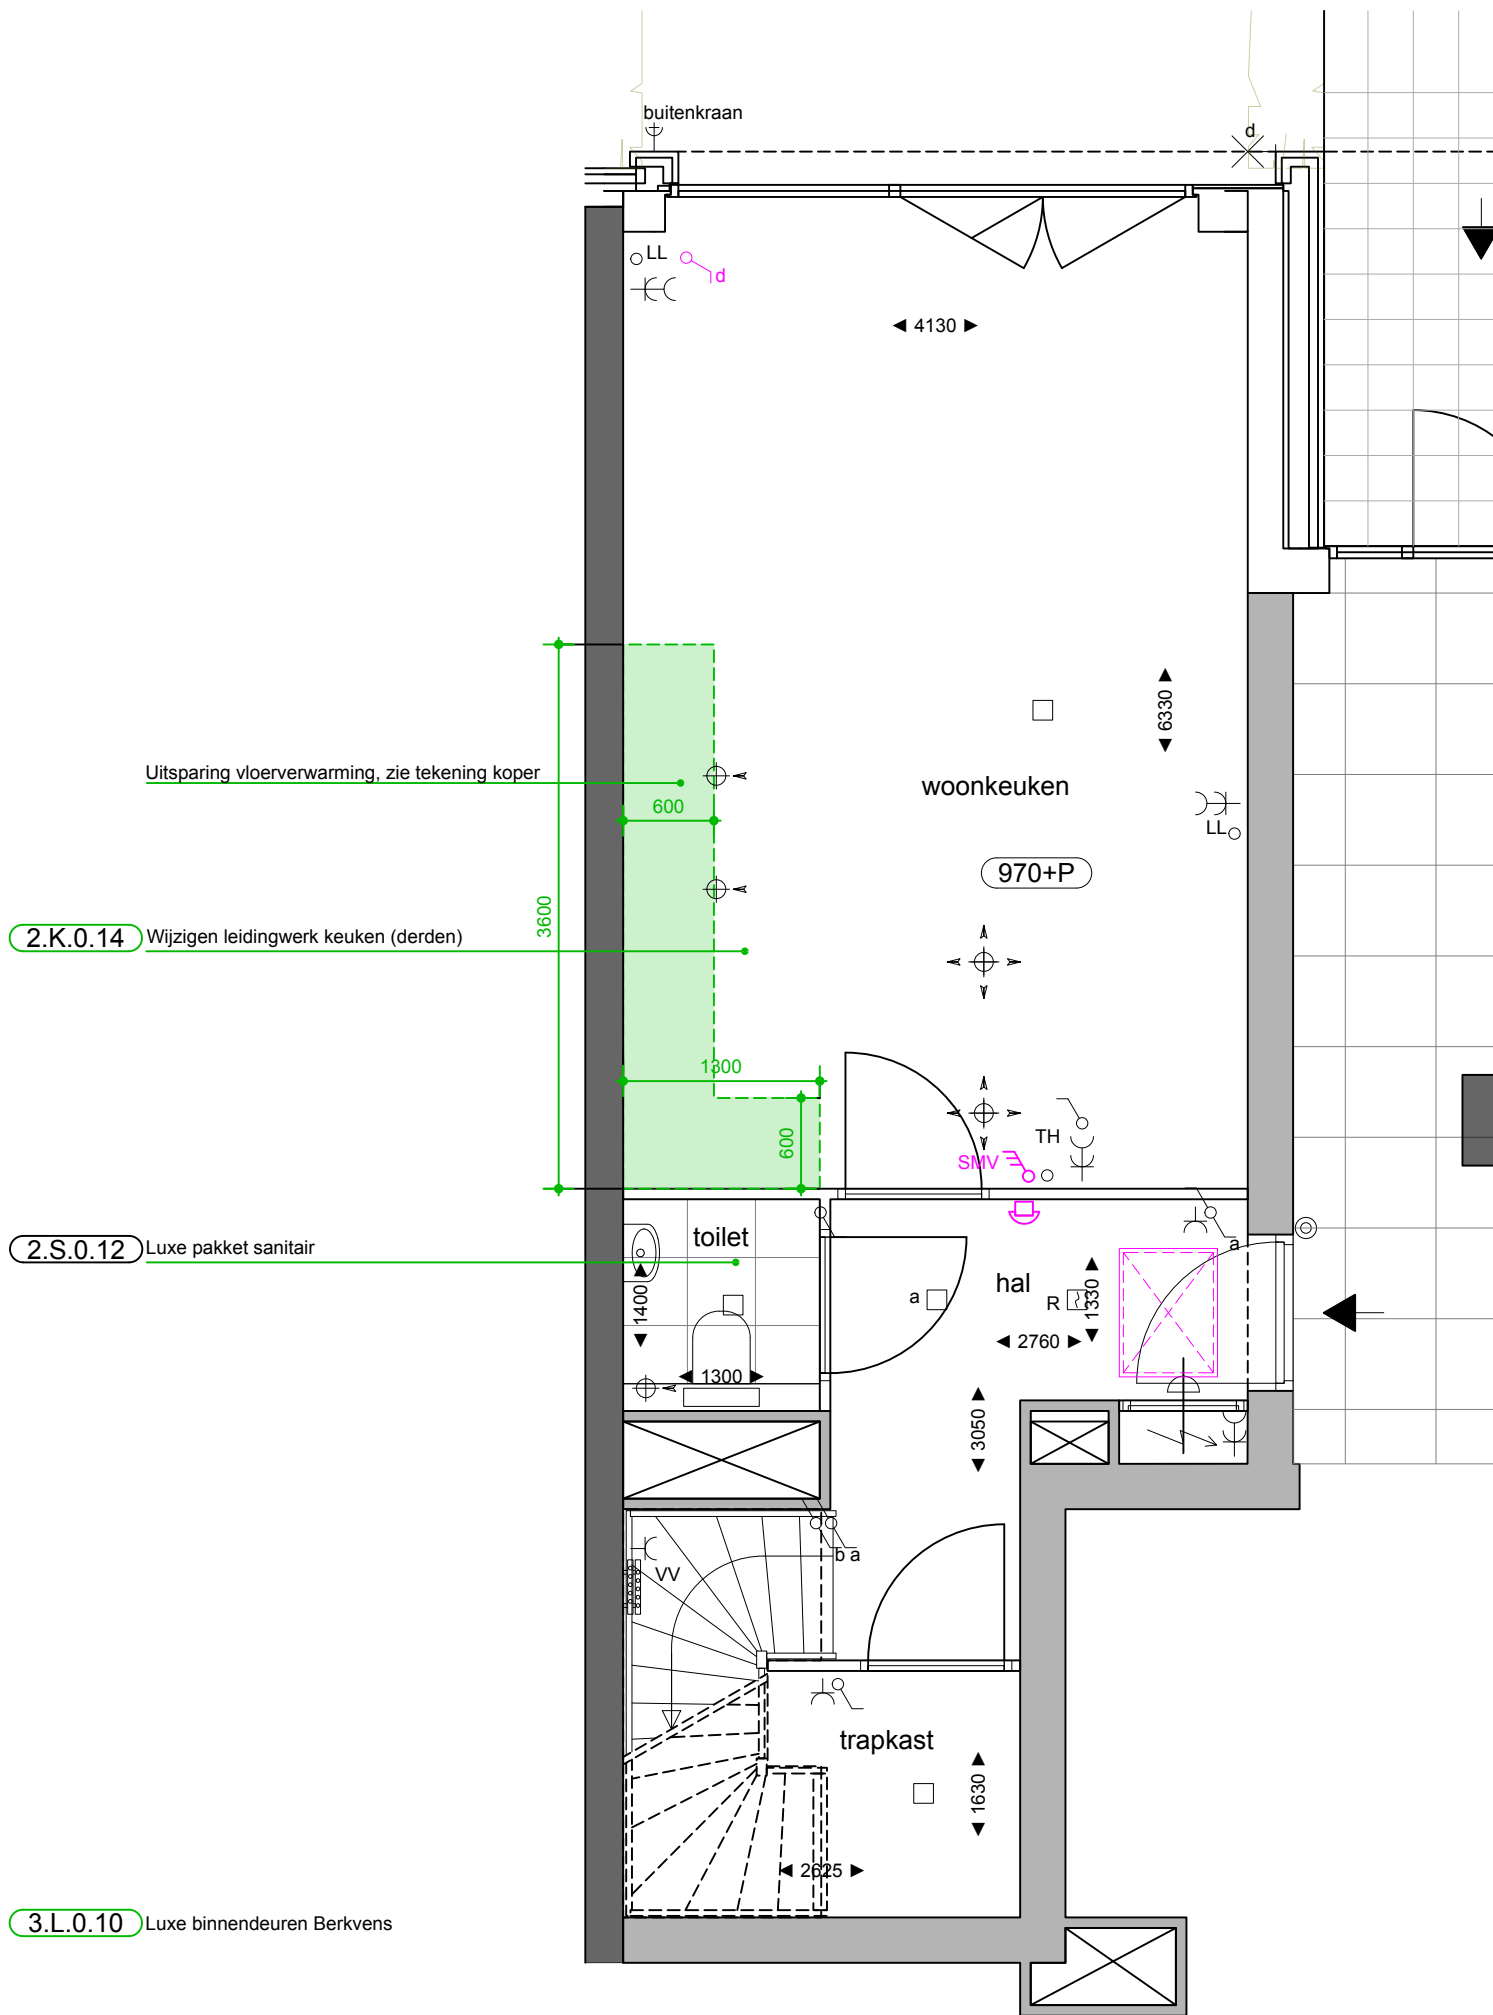 buitenkraan
d
LL
d
4130
6330
Uitsparing vloerverwarming, zie tekening koper
woonkeuken
600
LL
970+P
3600
2.K.0.14 Wijzigen leidingwerk keuken (derden)
1300
600
TH
SMV
toilet
a
2.S.0.12 Luxe pakket sanitair
hal
1400
a
R
1330
2760
1300
3050
b a
VV
trapkast
1630
2625
3.L.0.10 Luxe binnendeuren Berkvens